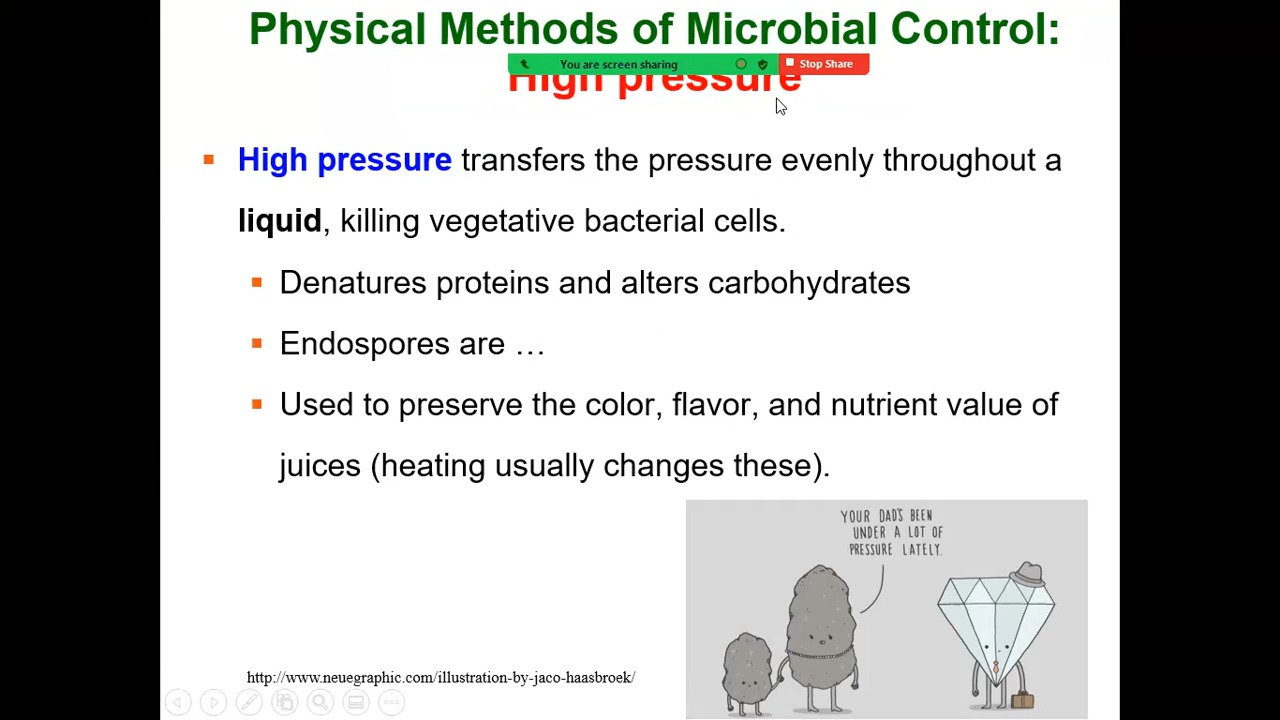 Physical Methods of Microbial Control:
You are screen sharing
Stop Share
High pressure
High pressure transfers the pressure evenly throughout a
liquid, killing vegetative bacterial cells.
Denatures proteins and alters carbohydrates
Endospores are …
Used to preserve the color, flavor, and nutrient value of
juices (heating usually changes these).
YOUR DAD'S BEEN
UNDER A LOT OF
PRESSURE LATELY.
http://www.neuegraphic.com/illustration-by-jaco-haasbroek/